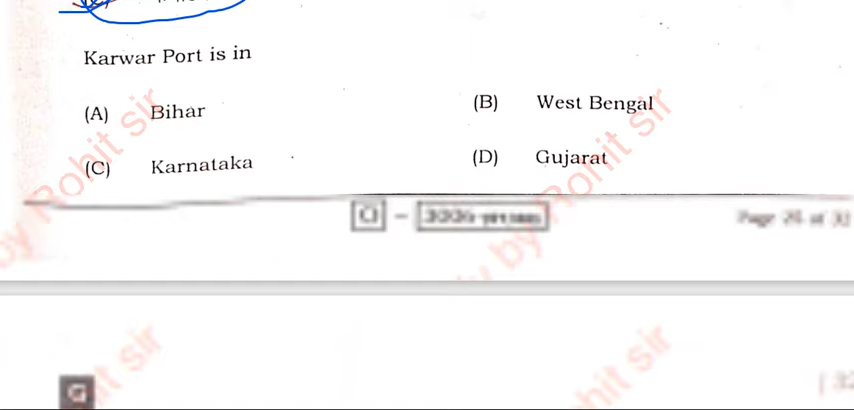 Karwar Port is in
(A) Bihar
(B) West Bengal
(C) Karnataka
(D) Gujarat
by Rohit sir
by Rohit sir
G